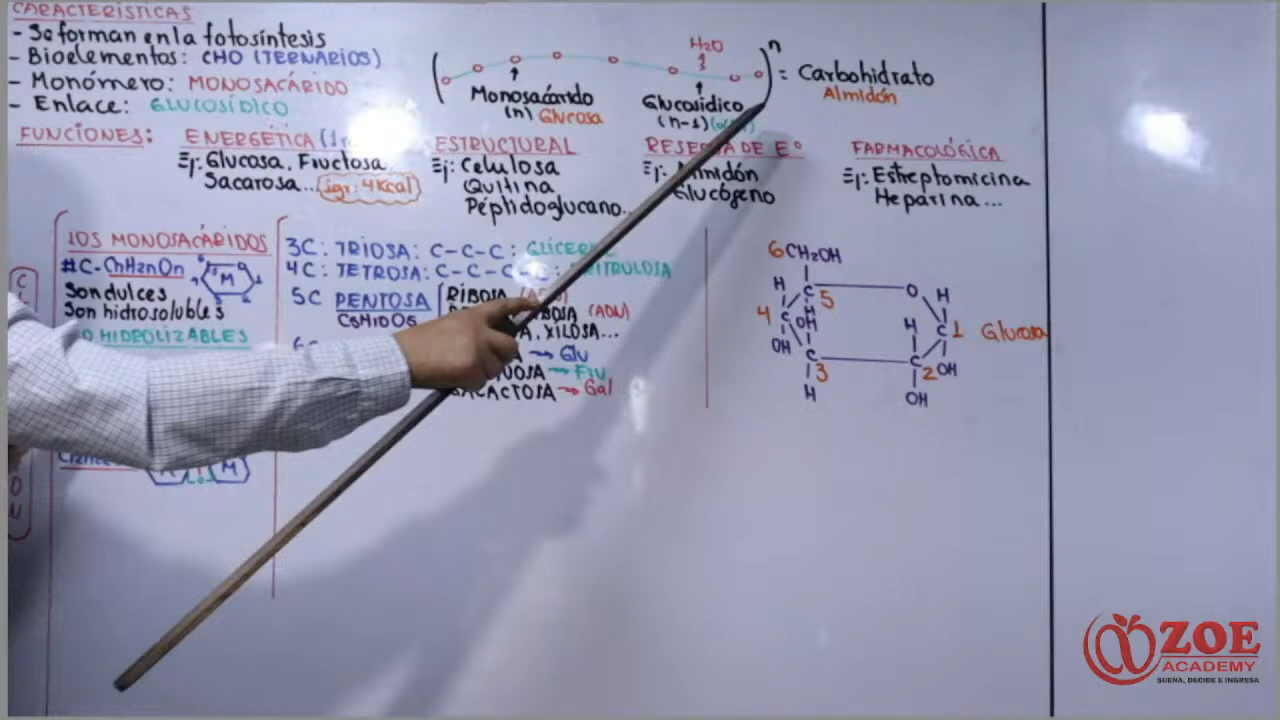 CARACTERÍSTICAS
- Se forman en la fotosíntesis
- Bioelementos: CHO (TERNARIOS)
- Monómero: MONOSACÁRIDO
- Enlace: GLUCOSÍDICO
H2O
n
= Carbohidrato
Almidón
Monosacárido
(n) Glucosa
Glucosídico
(n-1)
FUNCIONES:
ENERGÉTICA
Ej: Glucosa, Fructosa
Sacarosa... 1gr: 4Kcal
ESTRUCTURAL
Ej: Celulosa
Quitina
Péptidoglucano..
RESERVA DE E°
Ej: Almidón
Glucógeno
FARMACOLÓGICA
Ej: Estreptomicina
Heparina...
LOS MONOSACÁRIDOS
#C-CnH2nOn
M
Son dulces
Son hidrosolubles
HIDROLIZABLES
M
3C: TRIOSA: C-C-C:
4C: TETROSA: C-C-C-C:
5C PENTOSA
C5H10O5
RIBOSA
(ADN)
XILOSA...
→ Glu
→ Fru
GALACTOSA → Gal
6 CH2OH
H C 5 O H
4 C H OH H C 1 Glucosa
OH C 3 C 2 OH
H OH
ZOE
ACADEMY
SUEÑA, DECIDE E INGRESA